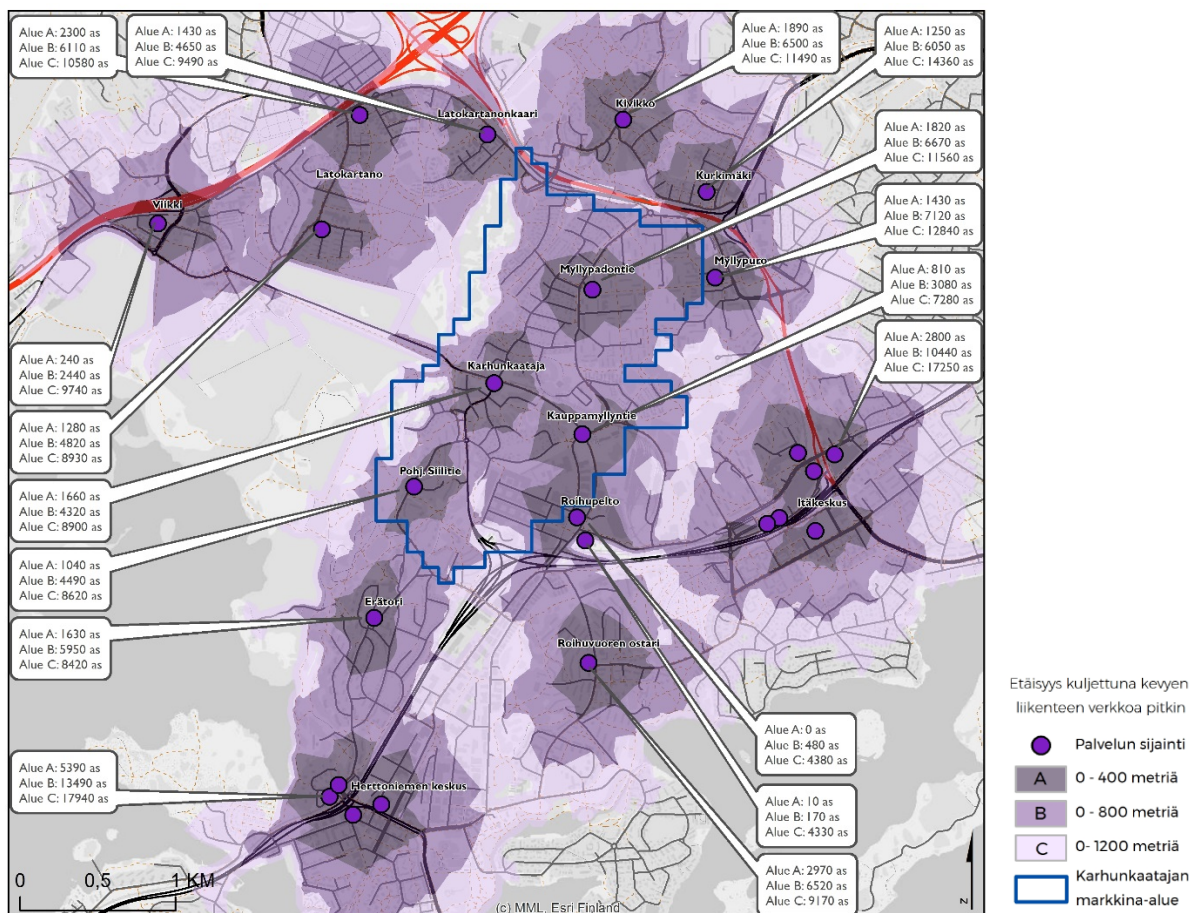 Alue A: 2300 as
Alue B: 6110 as
Alue C: 10580 as
Alue A: 1430 as
Alue B: 4650 as
Alue C: 9490 as
Alue A: 1890 as
Alue B: 6500 as
Alue C: 11490 as
Alue A: 1250 as
Alue B: 6050 as
Alue C: 14360 as
Latokartanonkaari
Kivikko
Alue A: 1820 as
Alue B: 6670 as
Alue C: 11560 as
Latokartano
Kurkimäki
Viikki
Alue A: 1430 as
Alue B: 7120 as
Alue C: 12840 as
Myllypadontie
Myllypuro
Alue A: 810 as
Alue B: 3080 as
Alue C: 7280 as
Alue A: 240 as
Alue B: 2440 as
Alue C: 9740 as
Alue A: 2800 as
Alue B: 10440 as
Alue C: 17250 as
Karhunkaataja
Kauppamyllyntie
Alue A: 1280 as
Alue B: 4820 as
Alue C: 8930 as
Pohj. Siilitie
Alue A: 1660 as
Alue B: 4320 as
Alue C: 8900 as
Roihupelto
Itäkeskus
Alue A: 1040 as
Alue B: 4490 as
Alue C: 8620 as
Erätori
Alue A: 1630 as
Alue B: 5950 as
Alue C: 8420 as
Roihuvuoren ostari
Alue A: 0 as
Alue B: 480 as
Alue C: 4380 as
Alue A: 5390 as
Alue B: 13490 as
Alue C: 17940 as
Herttoniemen keskus
Alue A: 10 as
Alue B: 170 as
Alue C: 4330 as
Alue A: 2970 as
Alue B: 6520 as
Alue C: 9170 as
0 0,5 1 KM
(c) MML, Esri Finland
N
Etäisyys kuljettuna kevyen
liikenteen verkkoa pitkin
Palvelun sijainti
A 0 - 400 metriä
B 0 - 800 metriä
C 0- 1200 metriä
Karhunkaatajan
markkina-alue